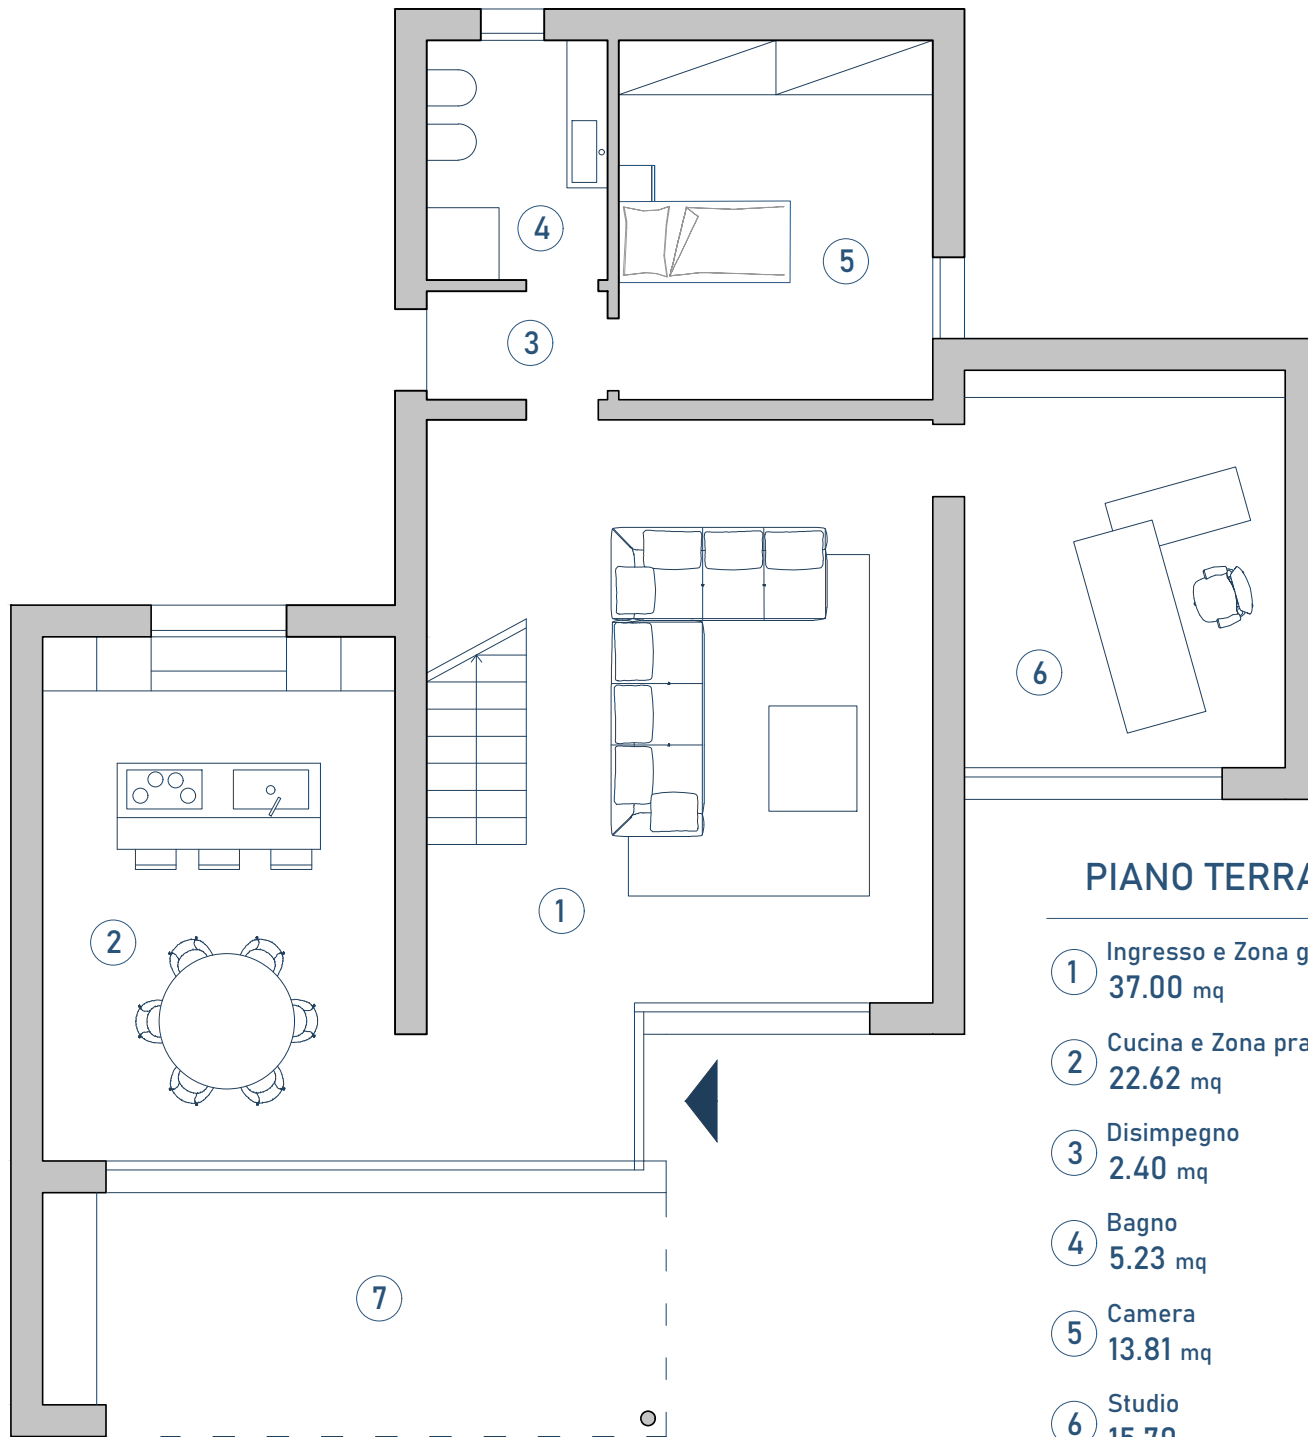 4
5
3
6
1
2
7
PIANO TERRA
1 Ingresso e Zona
37.00 mq
2 Cucina e Zona
22.62 mq
3 Disimpegno
2.40 mq
4 Bagno
5.23 mq
5 Camera
13.81 mq
6 Studio